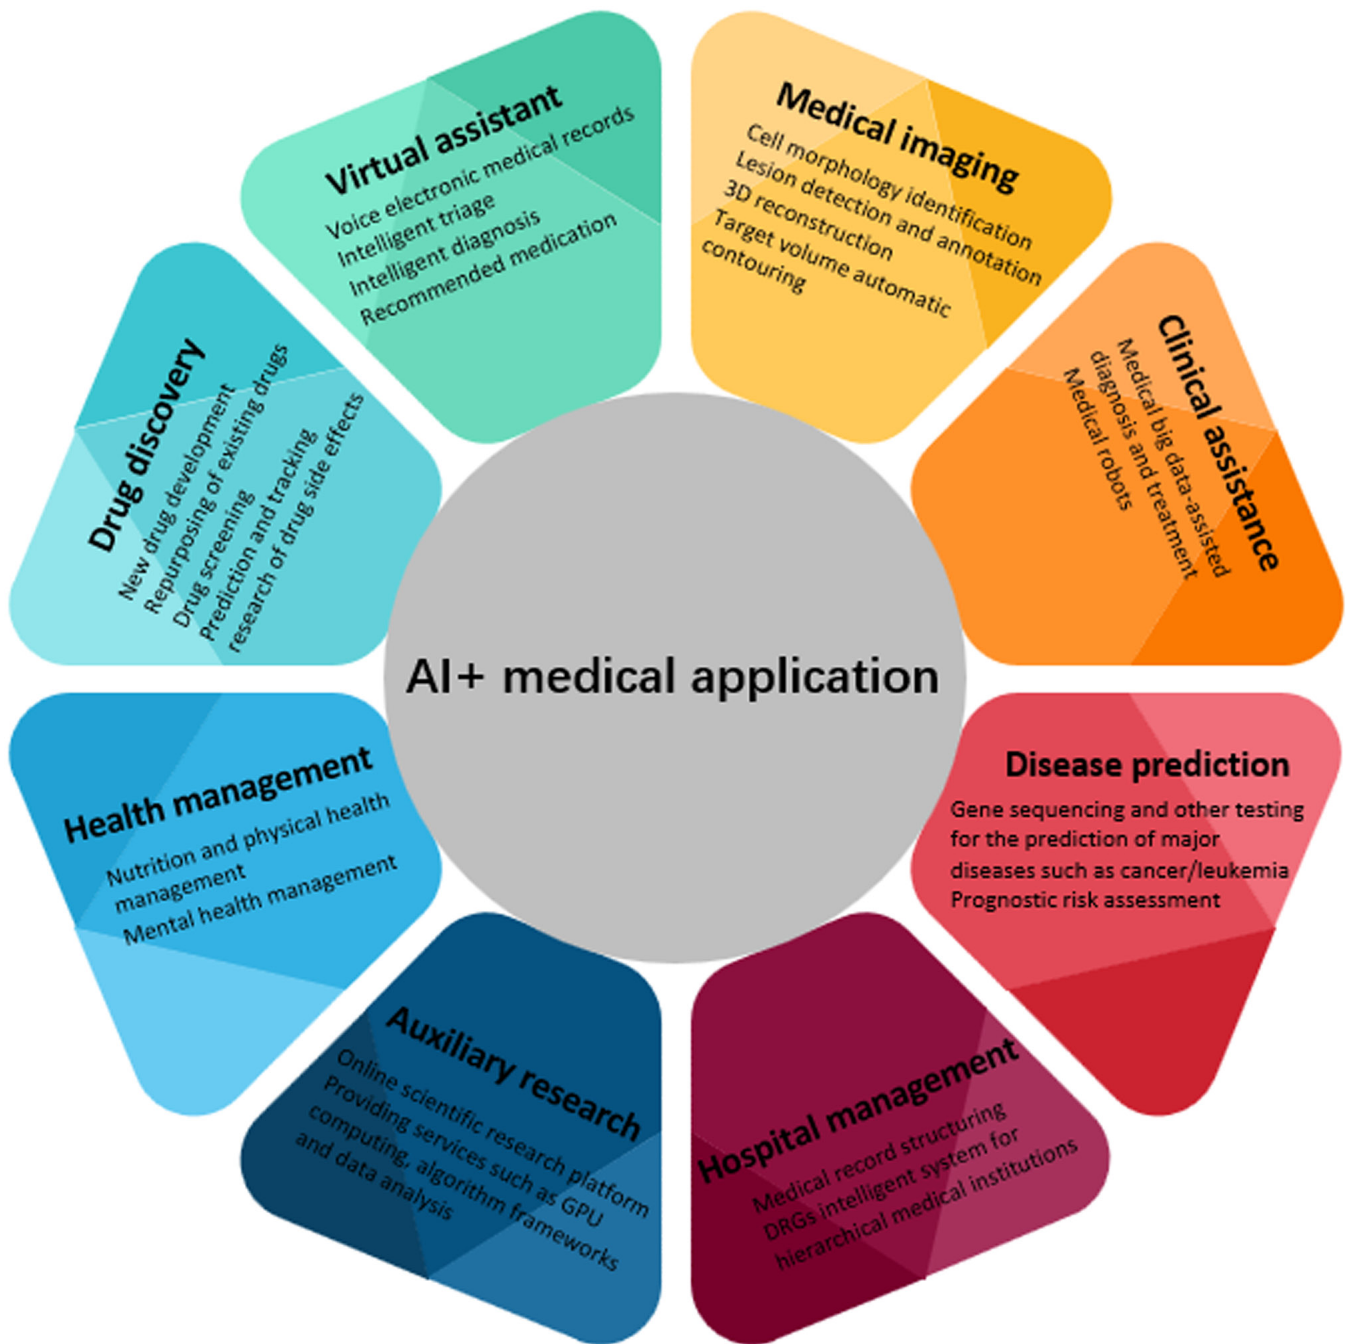 Virtual assistant
Voice electronic medical records
Intelligent triage
Intelligent diagnosis
Recommended medication
Medical imaging
Cell morphology identification
Lesion detection and annotation
3D reconstruction
Target volume automatic
contouring
Clinical assistance
Medical big data-assisted
diagnosis and treatment
Medical robots
Disease prediction
Gene sequencing and other testing
for the prediction of major
diseases such as cancer/leukemia
Prognostic risk assessment
Hospital management
Medical record structuring
DRGs intelligent system for
hierarchical medical institutions
Auxiliary research
Online scientific research platform
Providing services such as GPU
computing, algorithm frameworks
and data analysis
Health management
Nutrition and physical health
management
Mental health management
Drug discovery
New drug development
Repurposing of existing drugs
Drug screening
Prediction and tracking
research of drug side effects
AI+ medical application